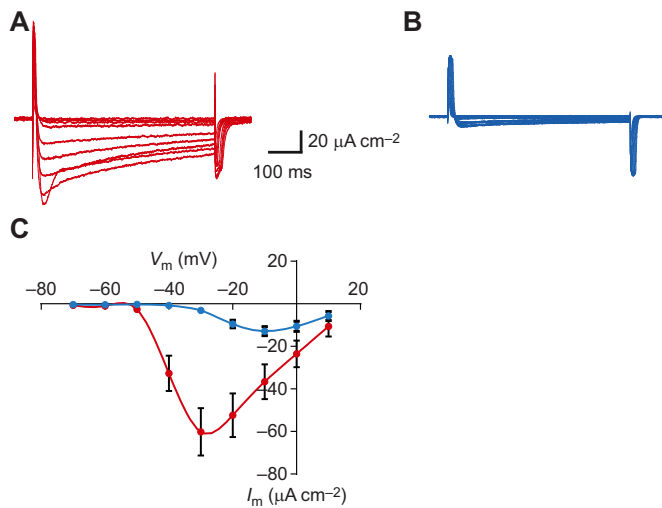 A
B
20 μA cm–2
100 ms
C
Vm (mV)
20
–80 –60 –40 –20 20
–20
–40
–60
–80
Im (μA cm–2)